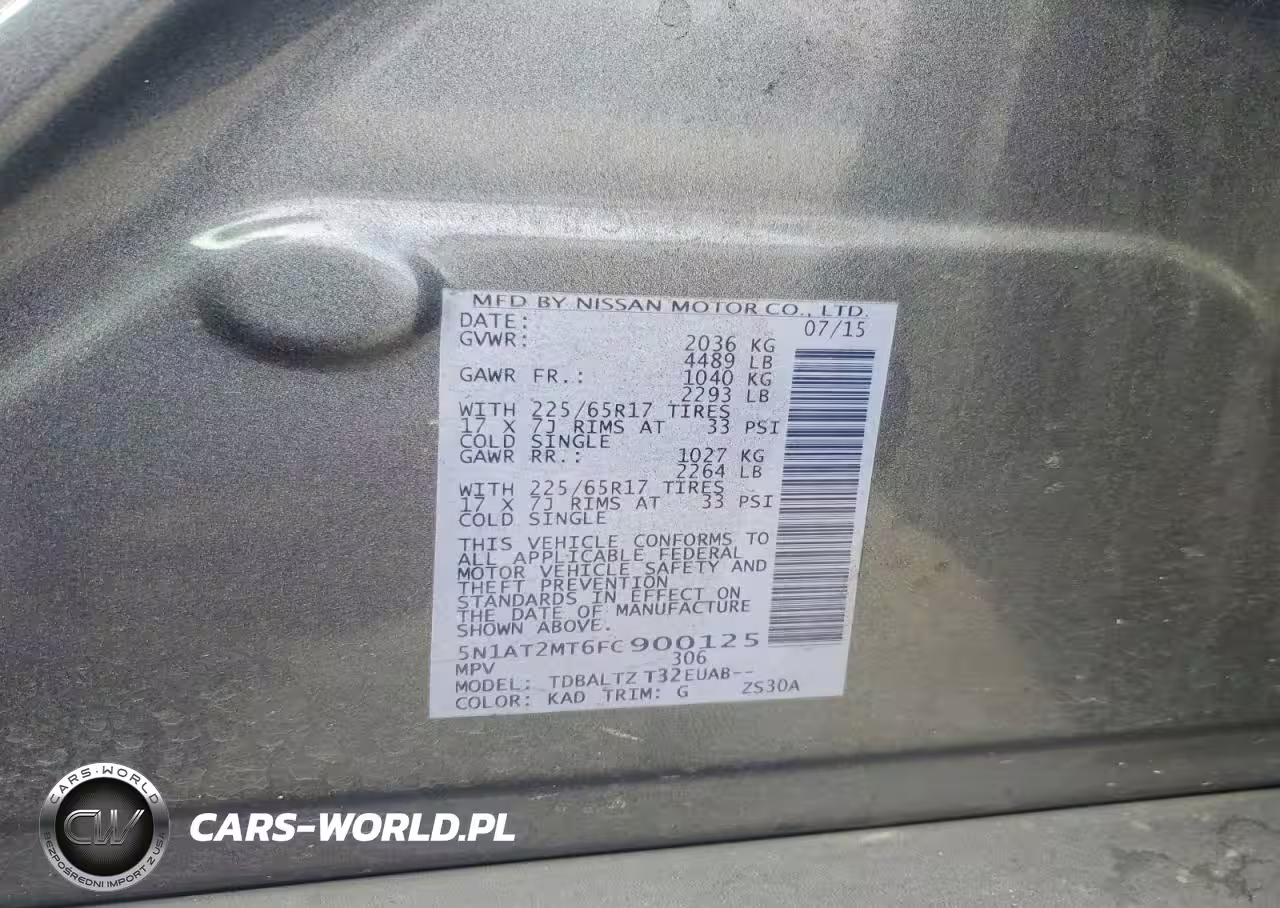 MFD BY NISSAN MOTOR CO., LTD.
DATE: 07/15
GVWR: 2036 KG
4489 LB
GAWR FR.: 1040 KG
2293 LB
WITH 225/65R17 TIRES
17 X 7J RIMS AT 33 PSI
COLD SINGLE
GAWR RR.: 1027 KG
2264 LB
WITH 225/65R17 TIRES
17 X 7J RIMS AT 33 PSI
COLD SINGLE
THIS VEHICLE CONFORMS TO
ALL APPLICABLE FEDERAL
MOTOR VEHICLE SAFETY AND
THEFT PREVENTION
STANDARDS IN EFFECT ON
THE DATE OF MANUFACTURE
SHOWN ABOVE.
5N1AT2MT6FC900125
MPV 306
MODEL: TDBALTZ T32EUAB--
COLOR: KAD TRIM: G ZS30A
CARS-WORLD
CW
BEZPOŚREDNI IMPORT Z USA
CARS-WORLD.PL